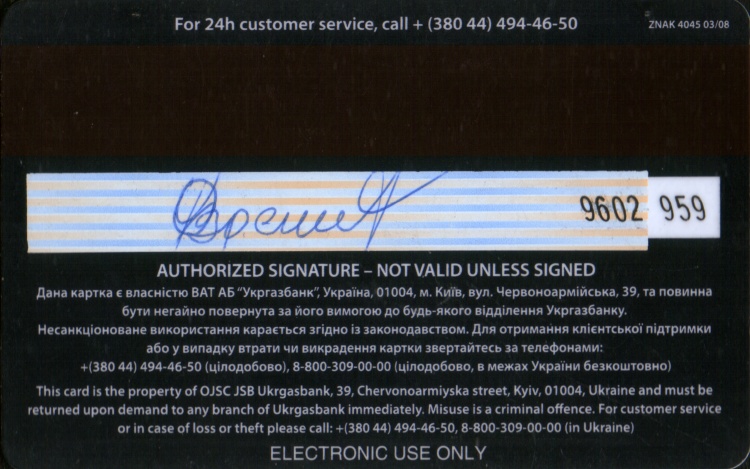 For 24h customer service, call + (380 44) 494-46-50
ZNAK 4045 03/08
9602 959
AUTHORIZED SIGNATURE – NOT VALID UNLESS SIGNED
Дана картка є власністю ВАТ АБ "Укргазбанк", Україна, 01004, м. Київ, вул. Червоноармійська, 39, та повинна
бути негайно повернута за його вимогою до будь-якого відділення Укргазбанку.
Несанкціоноване використання карається згідно із законодавством. Для отримання клієнтської підтримки
або у випадку втрати чи викрадення картки звертайтесь за телефонами:
+(380 44) 494-46-50 (цілодобово), 8-800-309-00-00 (цілодобово, в межах України безкоштовно)
This card is the property of OJSC JSB Ukrgasbank, 39, Chervonoarmiyska street, Kyiv, 01004, Ukraine and must be
returned upon demand to any branch of Ukrgasbank immediately. Misuse is a criminal offence. For customer service
or in case of loss or theft please call: +(380 44) 494-46-50, 8-800-309-00-00 (in Ukraine)
ELECTRONIC USE ONLY